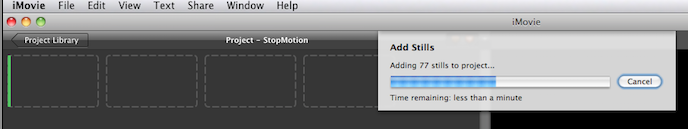 iMovie File Edit View Text Share Window Help
iMovie
Project Library Project – StopMotion
Add Stills
Adding 77 stills to project...
Cancel
Time remaining: less than a minute